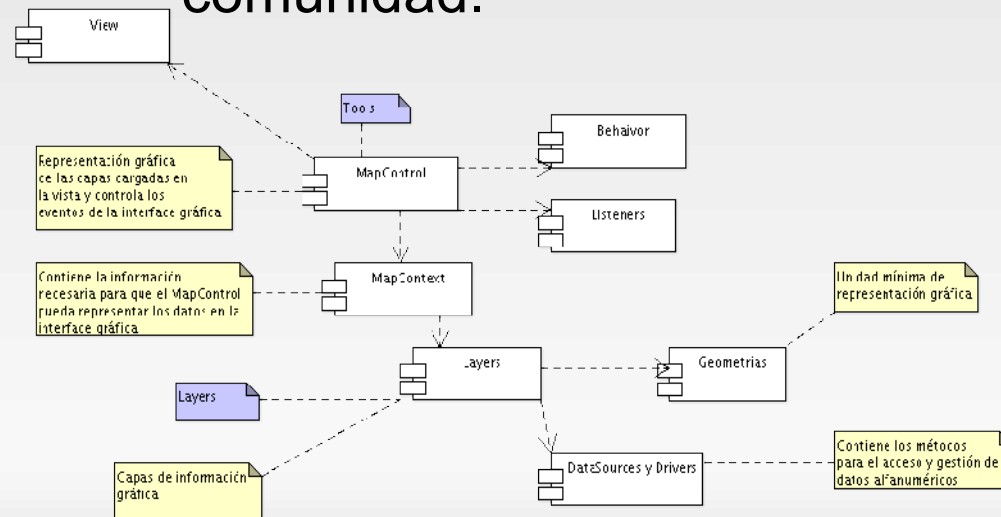 comunidad.
View
Tools
Behaivor
Representación gráfica
de las capas cargadas en
la vista y controla los
eventos de la interface gráfica
MapControl
Listeners
Contiene la información
necesaria para que el MapControl
pueda representar los datos en la
interface gráfica
MapContext
Unidad mínima de
representación gráfica
Layers
Geometrias
Layers
Capas de información
gráfica
DataSources y Drivers
Contiene los métodos
para el acceso y gestión de
datos alfanuméricos